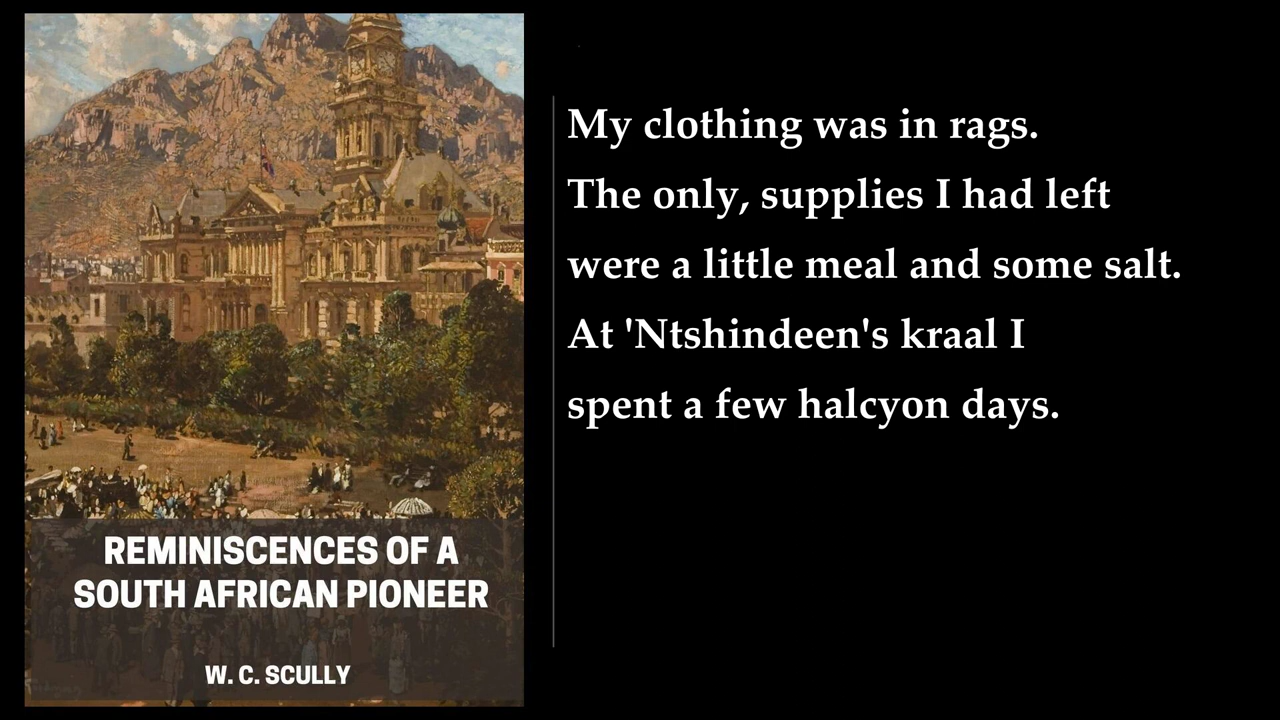 My clothing was in rags.
The only, supplies I had left
were a little meal and some salt.
At 'Ntshindeen's kraal I
spent a few halcyon days.
REMINISCENCES OF A
SOUTH AFRICAN PIONEER
W. C. SCULLY